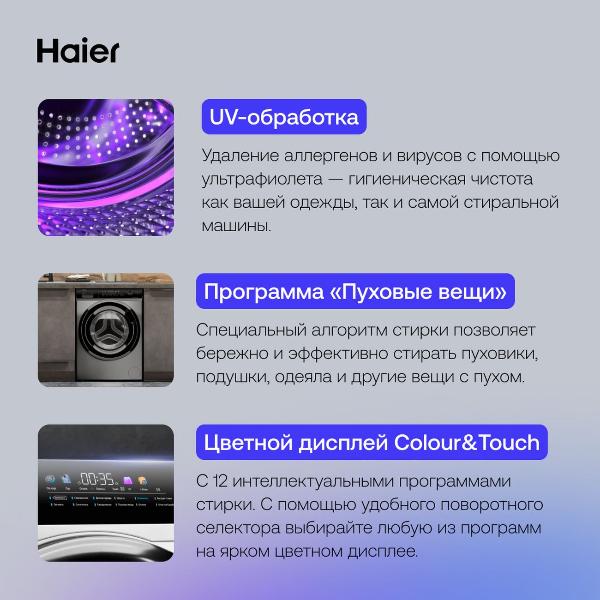 Haier
UV-обработка
Удаление аллергенов и вирусов с помощью
ультрафиолета — гигиеническая чистота
как вашей одежды, так и самой стиральной
машины.
Программа «Пуховые вещи»
Специальный алгоритм стирки позволяет
бережно и эффективно стирать пуховики,
подушки, одеяла и другие вещи с пухом.
00:35
Цветной дисплей Colour&Touch
С 12 интеллектуальными программами
стирки. С помощью удобного поворотного
селектора выбирайте любую из программ
на ярком цветном дисплее.